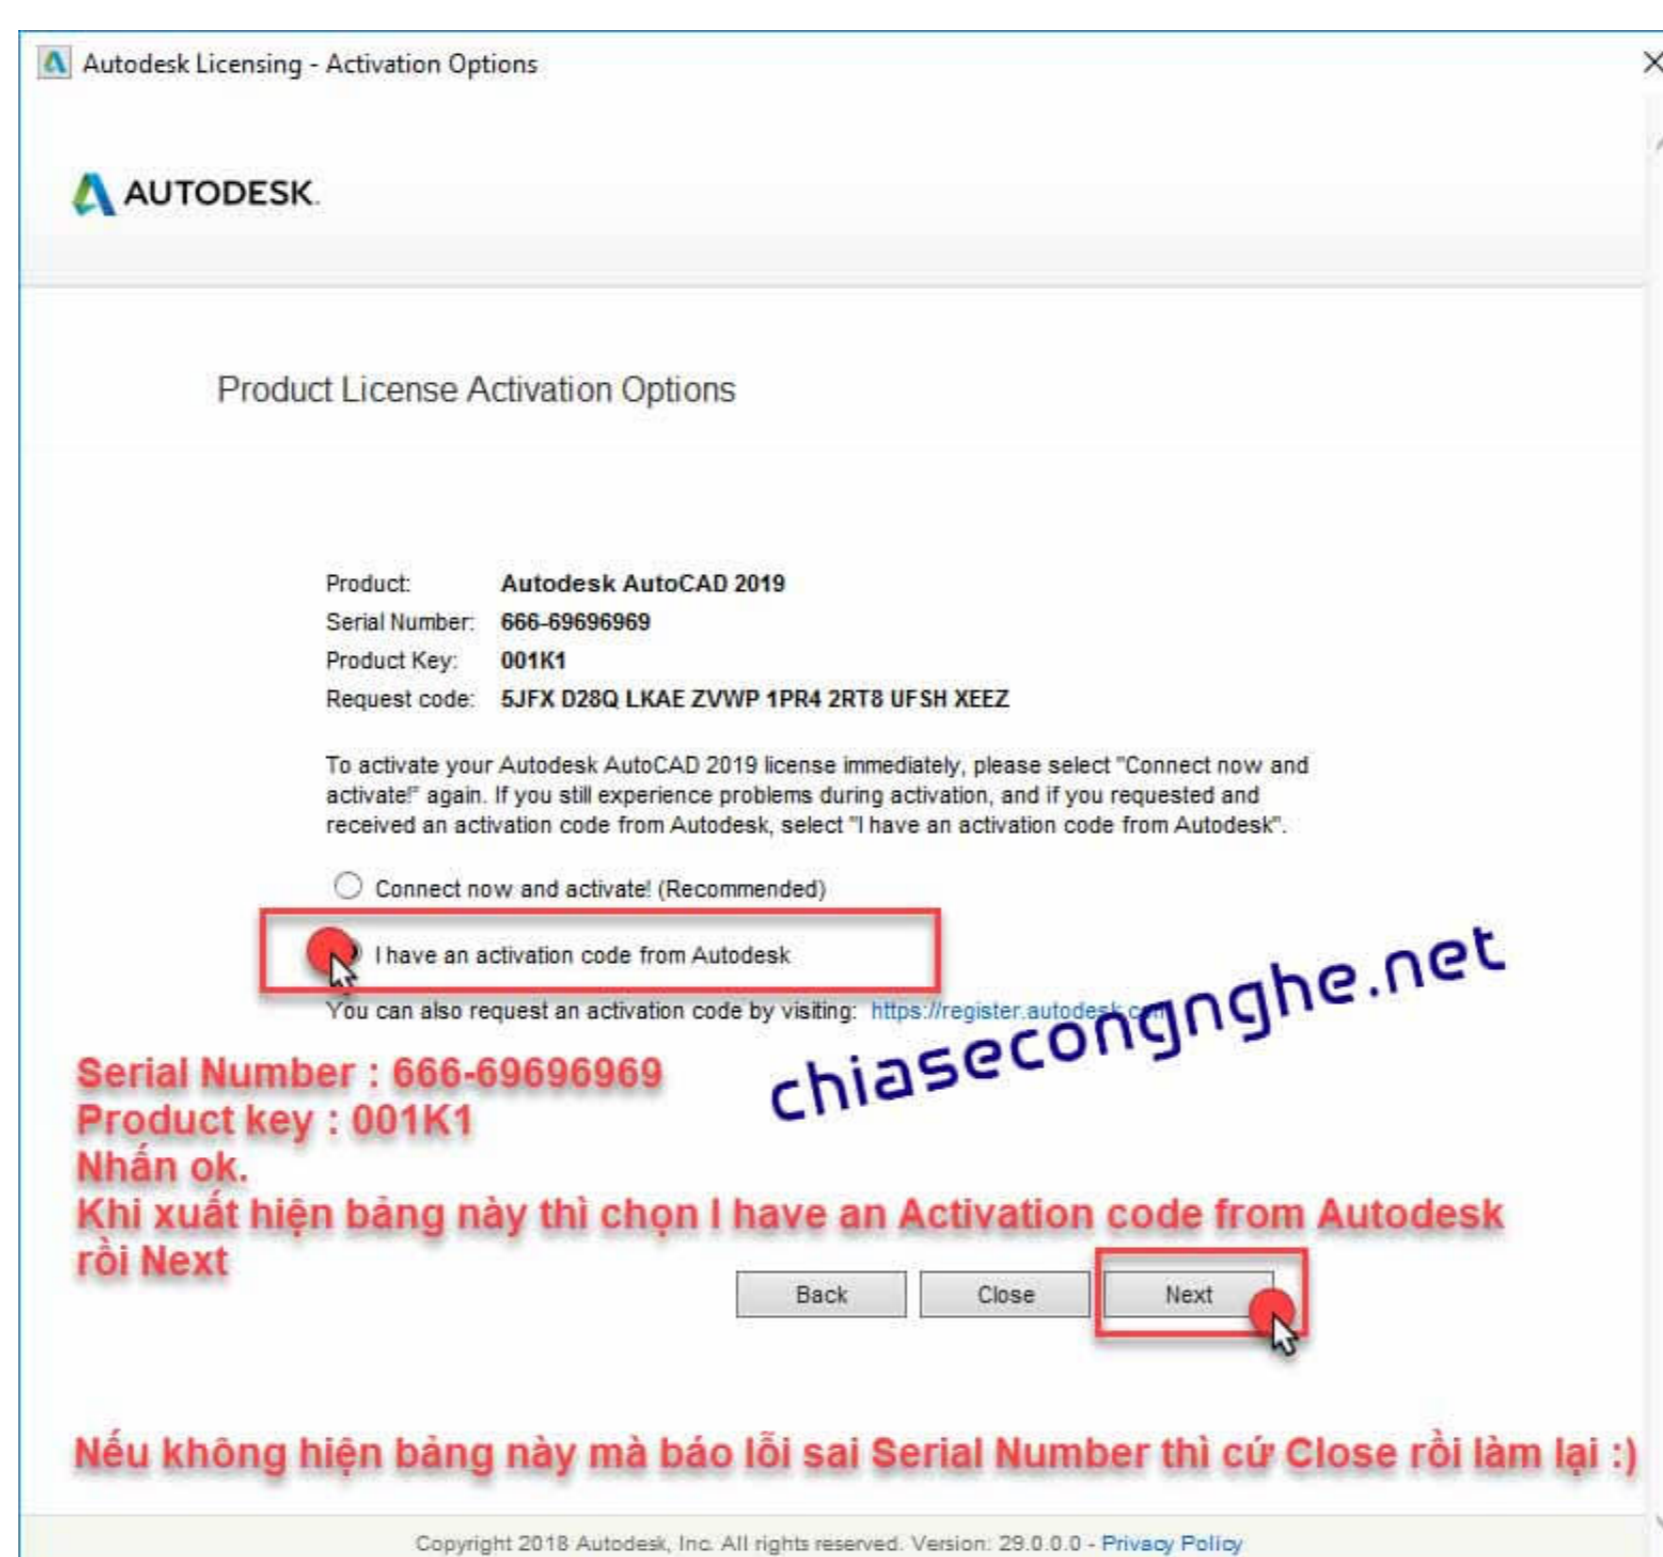 Autodesk Licensing - Activation Options
AUTODESK.
Product License Activation Options
Product: Autodesk AutoCAD 2019
Serial Number: 666-69696969
Product Key: 001K1
Request code: 5JFX D28Q LKAE ZVWP 1PR4 2RT8 UFSH XEEZ
To activate your Autodesk AutoCAD 2019 license immediately, please select "Connect now and
activate!" again. If you still experience problems during activation, and if you requested and
received an activation code from Autodesk, select "I have an activation code from Autodesk".
Connect now and activate! (Recommended)
I have an activation code from Autodesk
You can also request an activation code by visiting: https://register.autodesk.com
chiasecongnghe.net
Serial Number : 666-69696969
Product key : 001K1
Nhấn ok.
Khi xuất hiện bảng này thì chọn I have an Activation code from Autodesk
rồi Next
Back Close Next
Nếu không hiện bảng này mà báo lỗi sai Serial Number thì cứ Close rồi làm lại :)
Copyright 2018 Autodesk, Inc. All rights reserved. Version: 29.0.0.0 - Privacy Policy